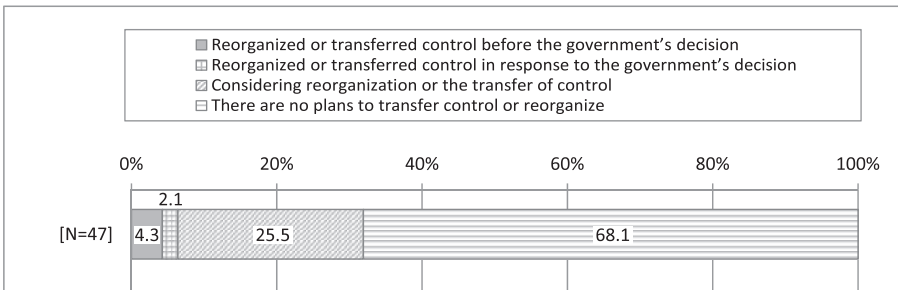 Reorganized or transferred control before the government's decision
Reorganized or transferred control in response to the government's decision
Considering reorganization or the transfer of control
There are no plans to transfer control or reorganize
0% 20% 40% 60% 80% 100%
2.1
[N=47] 4.3 25.5 68.1